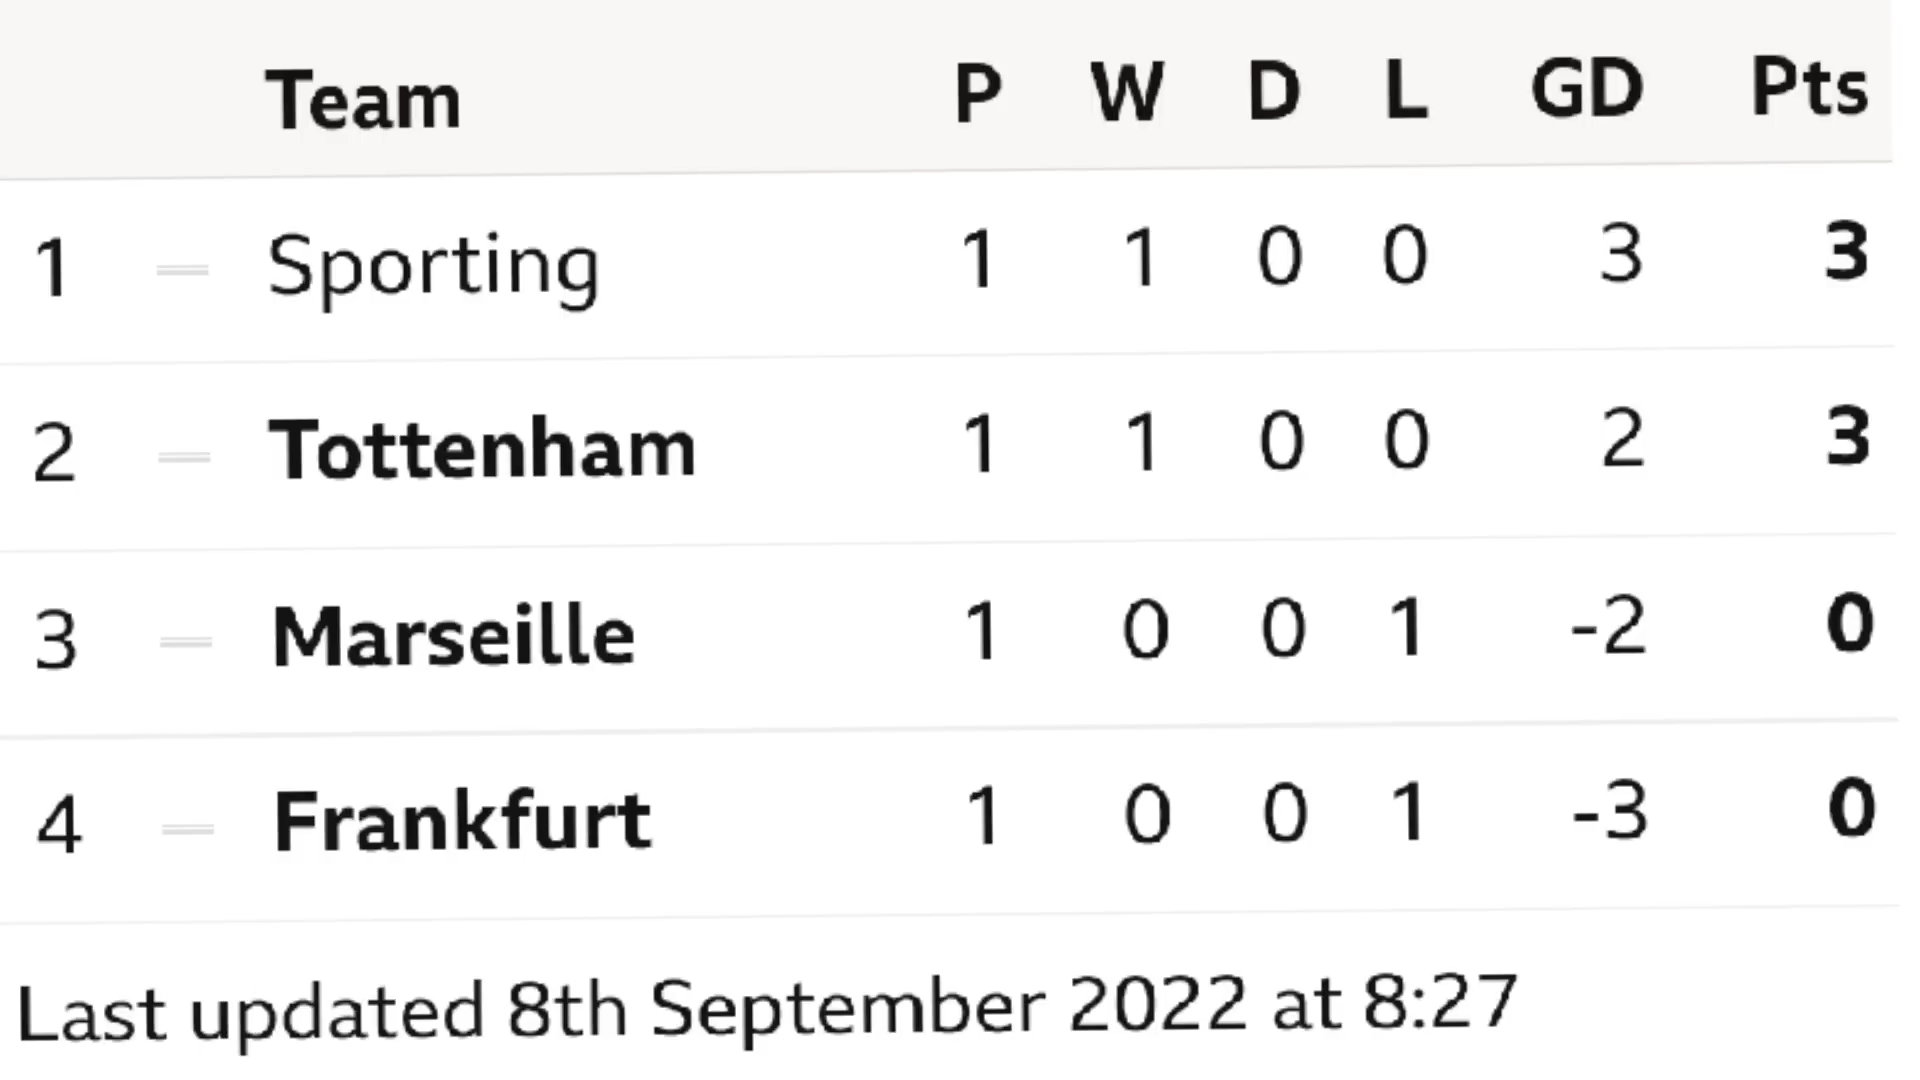 Team P W D L GD Pts
1 Sporting 1 1 0 0 3 3
2 Tottenham 1 1 0 0 2 3
3 Marseille 1 0 0 1 -2 0
4 Frankfurt 1 0 0 1 -3 0
Last updated 8th September 2022 at 8:27